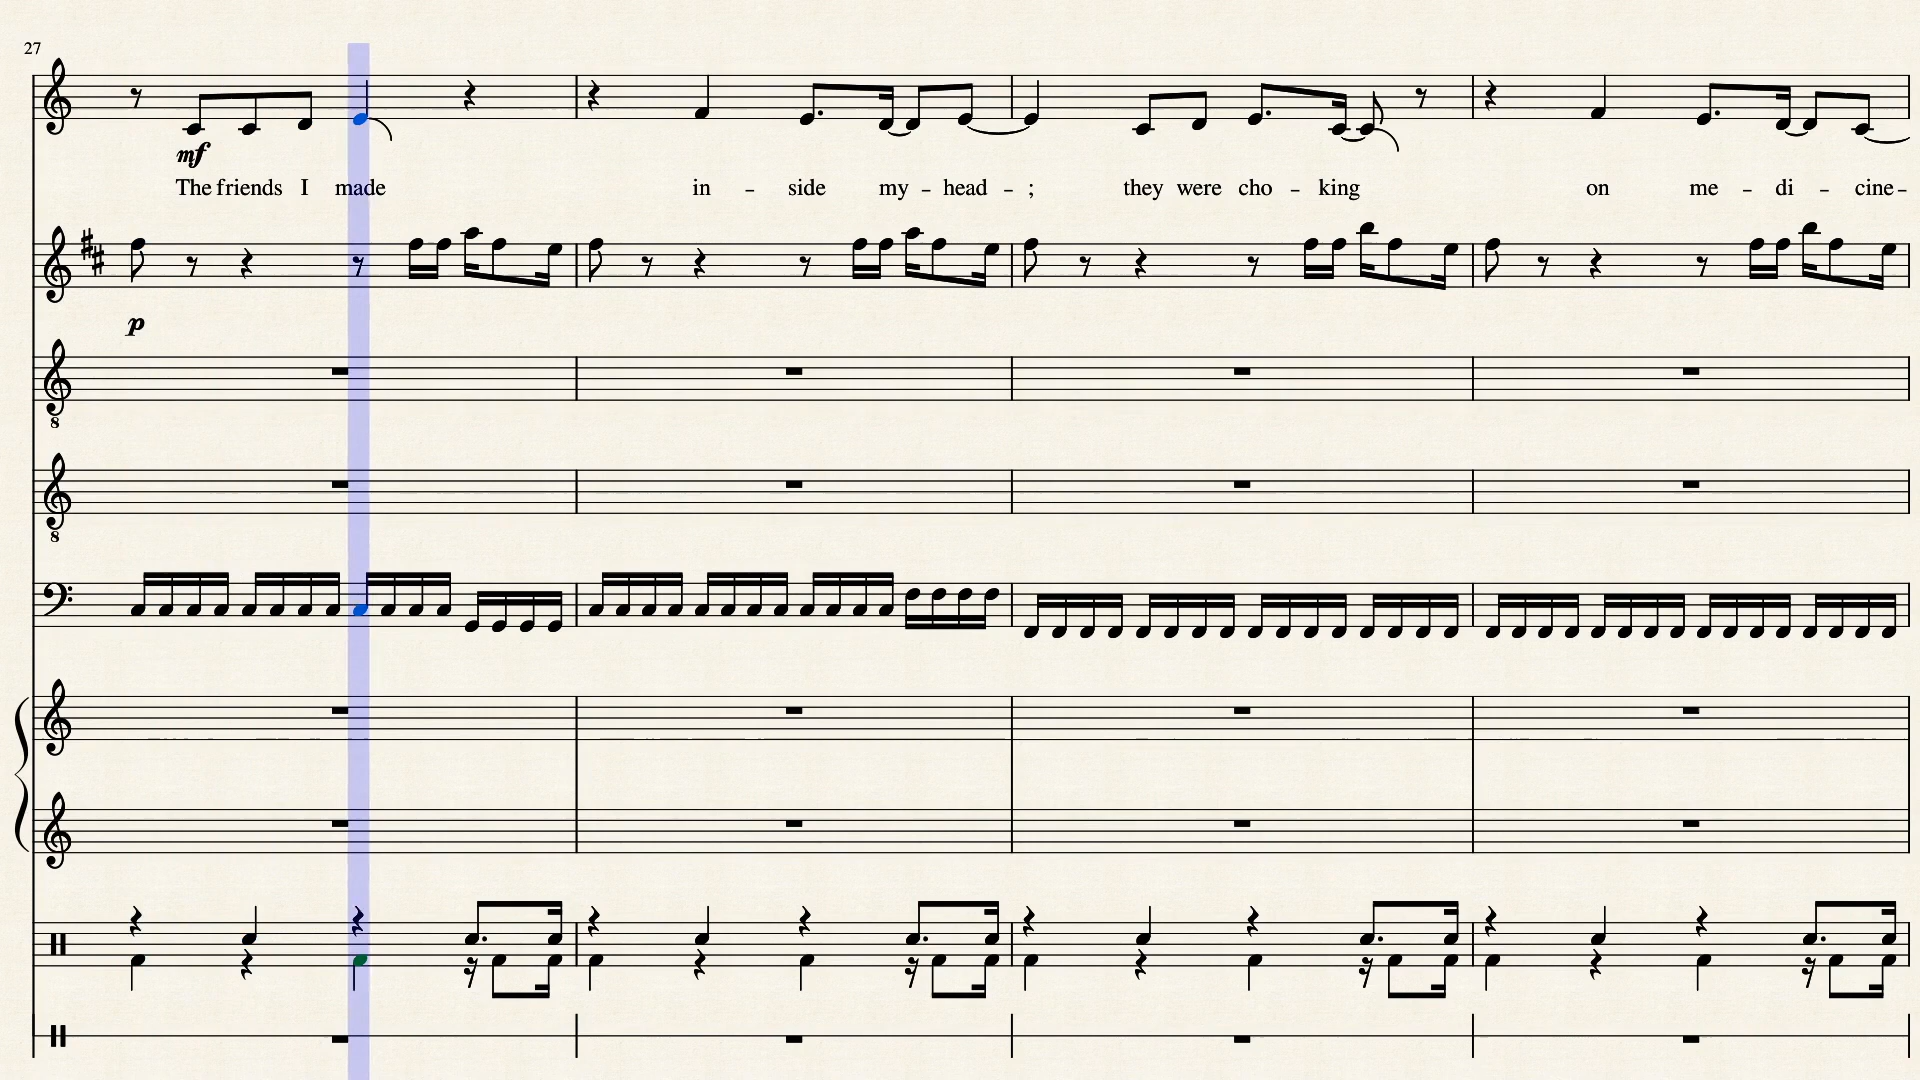 27
mf
The friends I made in - side my - head - ; they were cho - king on me - di - cine -
p
8
8